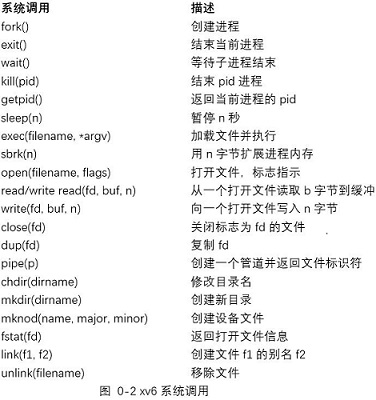 系统调用 描述
fork() 创建进程
exit() 结束当前进程
wait() 等待子进程结束
kill(pid) 结束 pid 进程
getpid() 返回当前进程的 pid
sleep(n) 暂停 n 秒
exec(filename, *argv) 加载文件并执行
sbrk(n) 用 n 字节扩展进程内存
open(filename, flags) 打开文件，标志指示
read/write read(fd, buf, n) 从一个打开文件读取 b 字节到缓冲
write(fd, buf, n) 向一个打开文件写入 n 字节
close(fd) 关闭标志为 fd 的文件
dup(fd) 复制 fd
pipe(p) 创建一个管道并返回文件标识符
chdir(dirname) 修改目录名
mkdir(dirname) 创建新目录
mknod(name, major, minor) 创建设备文件
fstat(fd) 返回打开文件信息
link(f1, f2) 创建文件 f1 的别名 f2
unlink(filename) 移除文件
图 0-2 xv6 系统调用